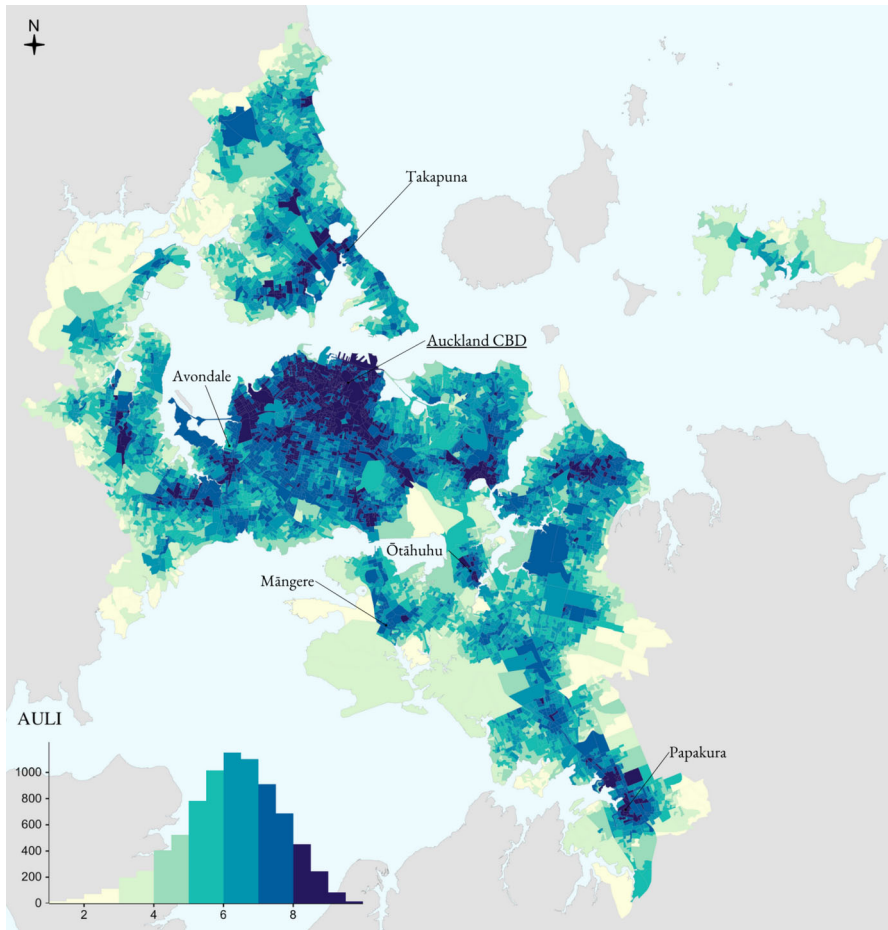 N
Takapuna
Auckland CBD
Avondale
Ōtāhuhu
Māngere
AULI
Papakura
1000
800
600
400
200
0
2 4 6 8